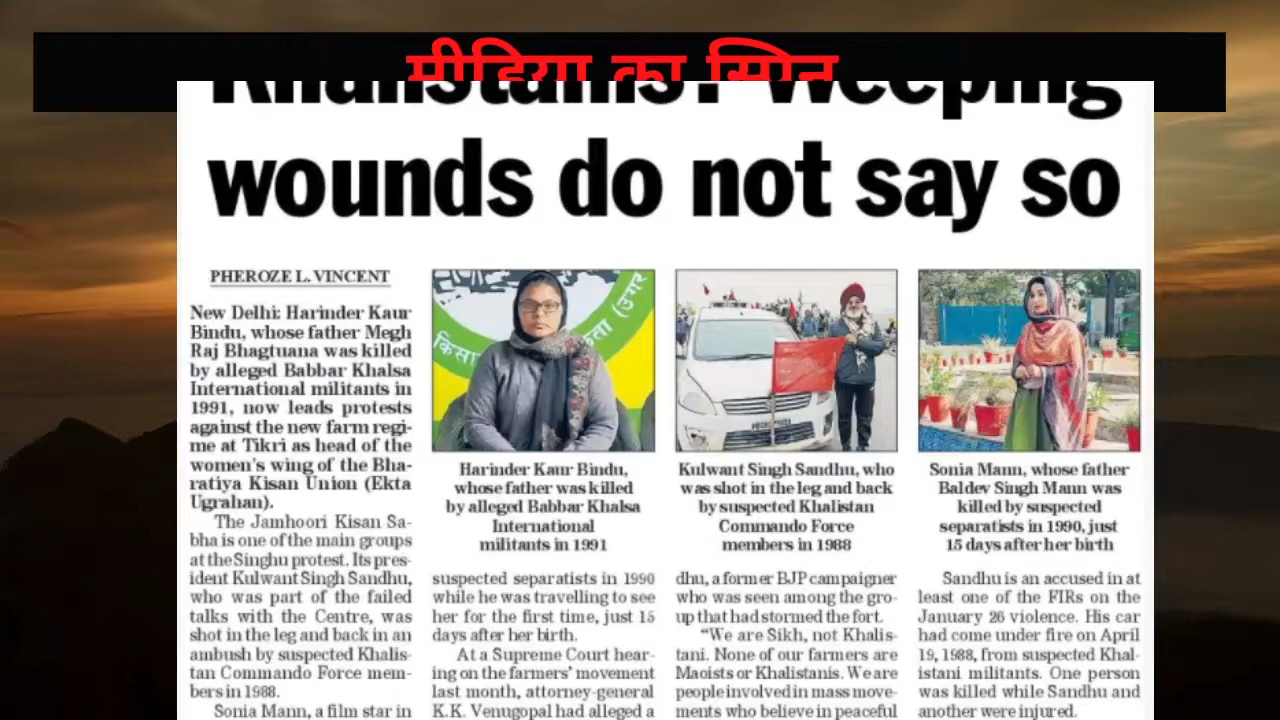 मीडिया का स्पिन
Khalistanis? Weeping
wounds do not say so
PHEROZE L. VINCENT
New Delhi: Harinder Kaur
Bindu, whose father Megh
Raj Bhagtuana was killed
by alleged Babbar Khalsa
International militants in
1991, now leads protests
against the new farm regi-
me at Tikri as head of the
women's wing of the Bha-
ratiya Kisan Union (Ekta
Ugrahan).
The Jamhoori Kisan Sa-
bha is one of the main groups
at the Singhu protest. Its pres-
ident Kulwant Singh Sandhu,
who was part of the failed
talks with the Centre, was
shot in the leg and back in an
ambush by suspected Khalis-
tan Commando Force mem-
bers in 1988.
Sonia Mann, a film star in
Harinder Kaur Bindu,
whose father was killed
by alleged Babbar Khalsa
International
militants in 1991
suspected separatists in 1990
while he was travelling to see
her for the first time, just 15
days after her birth.
At a Supreme Court hear-
ing on the farmers' movement
last month, attorney-general
K.K. Venugopal had alleged a
Kulwant Singh Sandhu, who
was shot in the leg and back
by suspected Khalistan
Commando Force
members in 1988
dhu, a former BJP campaigner
who was seen among the gro-
up that had stormed the fort.
"We are Sikh, not Khalis-
tani. None of our farmers are
Maoists or Khalistanis. We are
people involved in mass move-
ments who believe in peaceful
Sonia Mann, whose father
Baldev Singh Mann was
killed by suspected
separatists in 1990, just
15 days after her birth
Sandhu is an accused in at
least one of the FIRs on the
January 26 violence. His car
had come under fire on April
19, 1988, from suspected Khal-
istani militants. One person
was killed while Sandhu and
another were injured.